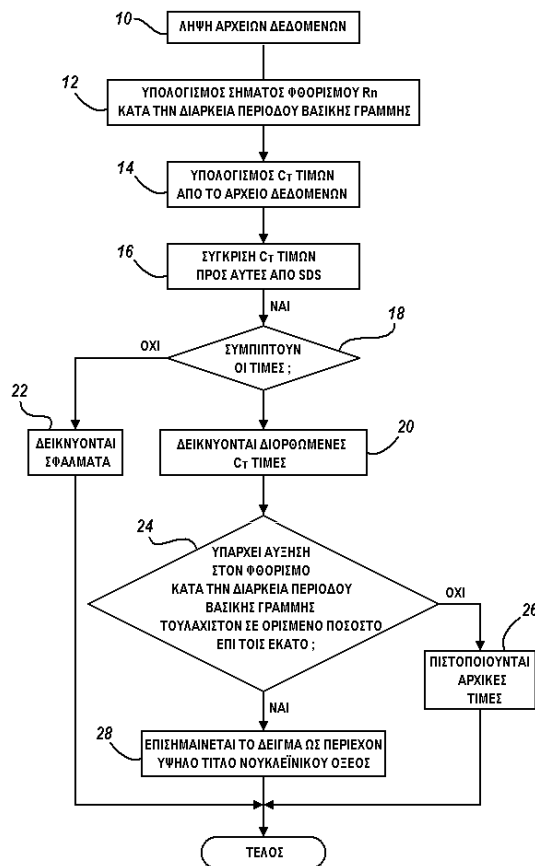 10
ΛΗΨΗ ΑΡΧΕΙΩΝ ΔΕΔΟΜΕΝΩΝ
12
ΥΠΟΛΟΓΙΣΜΟΣ ΣΗΜΑΤΟΣ ΦΘΟΡΙΣΜΟΥ Rn
ΚΑΤΑ ΤΗΝ ΔΙΑΡΚΕΙΑ ΠΕΡΙΟΔΟΥ ΒΑΣΙΚΗΣ ΓΡΑΜΜΗΣ
14
ΥΠΟΛΟΓΙΣΜΟΣ CT ΤΙΜΩΝ
ΑΠΟ ΤΟ ΑΡΧΕΙΟ ΔΕΔΟΜΕΝΩΝ
16
ΣΥΓΚΡΙΣΗ CT ΤΙΜΩΝ
ΠΡΟΣ ΑΥΤΕΣ ΑΠΟ SDS
ΝΑΙ
18
ΟΧΙ
ΣΥΜΠΙΠΤΟΥΝ
ΟΙ ΤΙΜΕΣ ;
22
ΔΕΙΚΝΥΟΝΤΑΙ
ΣΦΑΛΜΑΤΑ
20
ΔΕΙΚΝΥΟΝΤΑΙ ΔΙΟΡΘΩΜΕΝΕΣ
CT ΤΙΜΕΣ
24
ΥΠΑΡΧΕΙ ΑΥΞΗΣΗ
ΣΤΟΝ ΦΘΟΡΙΣΜΟ
ΚΑΤΑ ΤΗΝ ΔΙΑΡΚΕΙΑ ΠΕΡΙΟΔΟΥ
ΒΑΣΙΚΗΣ ΓΡΑΜΜΗΣ
ΤΟΥΛΑΧΙΣΤΟΝ ΣΕ ΟΡΙΣΜΕΝΟ ΠΟΣΟΣΤΟ
ΕΠΙ ΤΟΙΣ ΕΚΑΤΟ ;
ΟΧΙ
26
ΠΙΣΤΟΠΟΙΟΥΝΤΑΙ
ΑΡΧΙΚΕΣ
ΤΙΜΕΣ
ΝΑΙ
28
ΕΠΙΣΗΜΑΙΝΕΤΑΙ ΤΟ ΔΕΙΓΜΑ ΩΣ ΠΕΡΙΕΧΟΝ
ΥΨΗΛΟ ΤΙΤΛΟ ΝΟΥΚΛΕΪΝΙΚΟΥ ΟΞΕΟΣ
ΤΕΛΟΣ